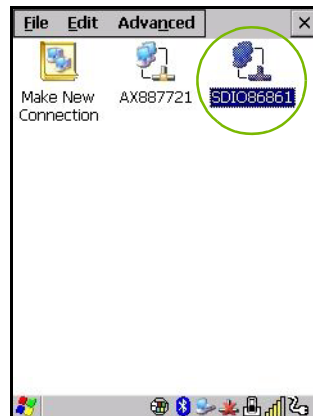 File Edit Advanced ×
Make New
Connection
AX887721
SDIO86861